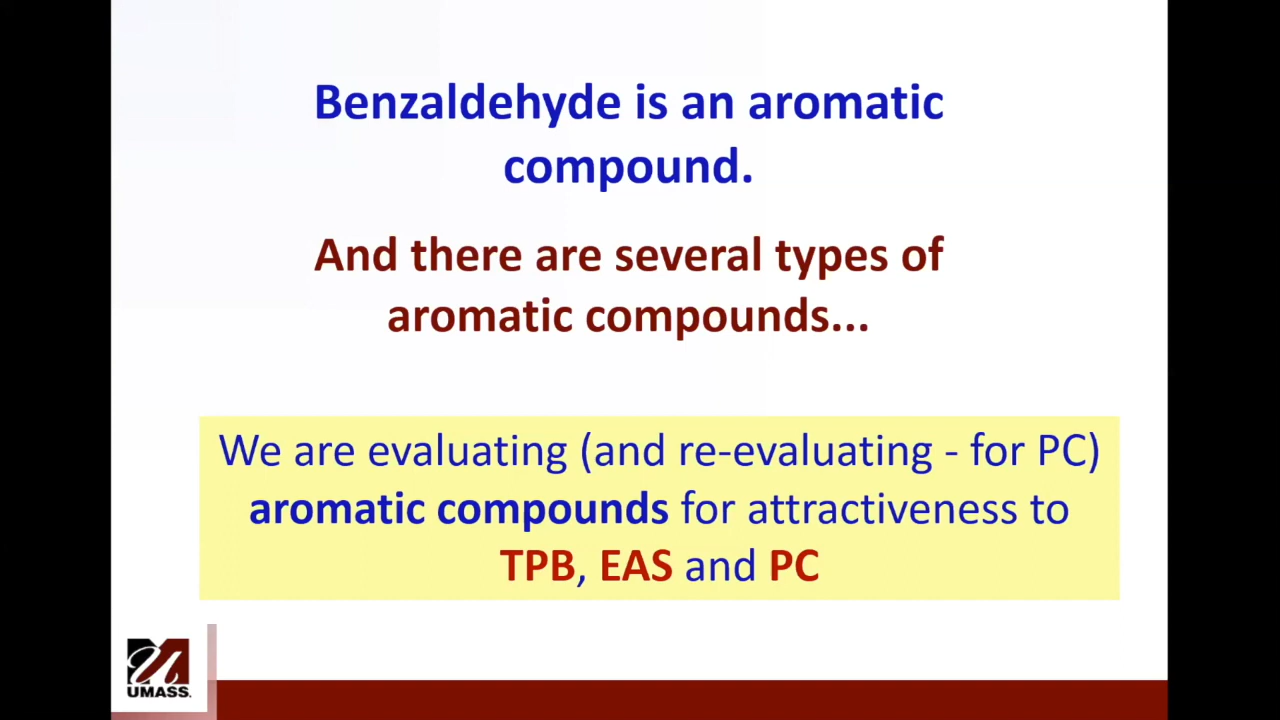 Benzaldehyde is an aromatic
compound.
And there are several types of
aromatic compounds...
We are evaluating (and re-evaluating - for PC)
aromatic compounds for attractiveness to
TPB, EAS and PC
UMASS.